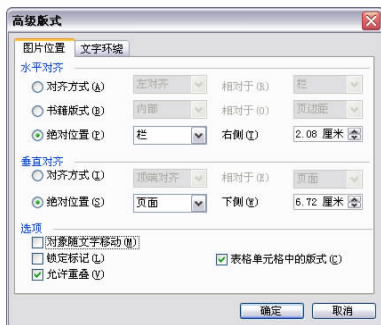 高级版式
图片位置 文字环绕
水平对齐
对齐方式(A) 左对齐 相对于(R) 栏
书籍版式(B) 内部 相对于(O) 页边距
绝对位置(P) 栏 右侧(T) 2.08 厘米
垂直对齐
对齐方式(I) 顶端对齐 相对于(E) 页面
绝对位置(S) 页面 下侧(W) 6.72 厘米
选项
对象随文字移动(M)
锁定标记(L) 表格单元格中的版式(C)
允许重叠(V)
确定 取消